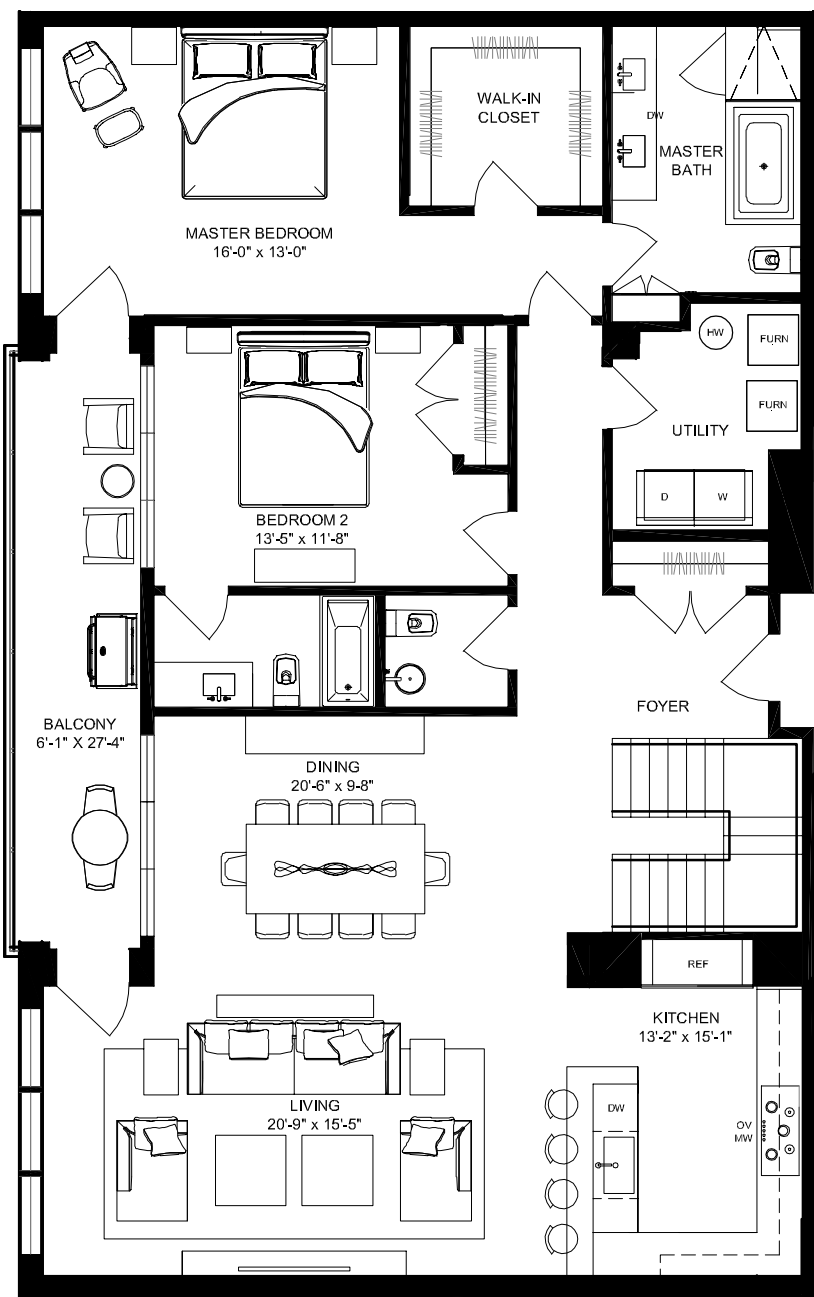 WALK-IN
CLOSET
DW
MASTER
BATH
MASTER BEDROOM
16'-0" x 13'-0"
HW
FURN
FURN
UTILITY
D
W
BEDROOM 2
13'-5" x 11'-8"
FOYER
BALCONY
6'-1" X 27'-4"
DINING
20'-6" x 9-8"
REF
KITCHEN
13'-2" x 15'-1"
LIVING
20'-9" x 15'-5"
DW
OV
MW